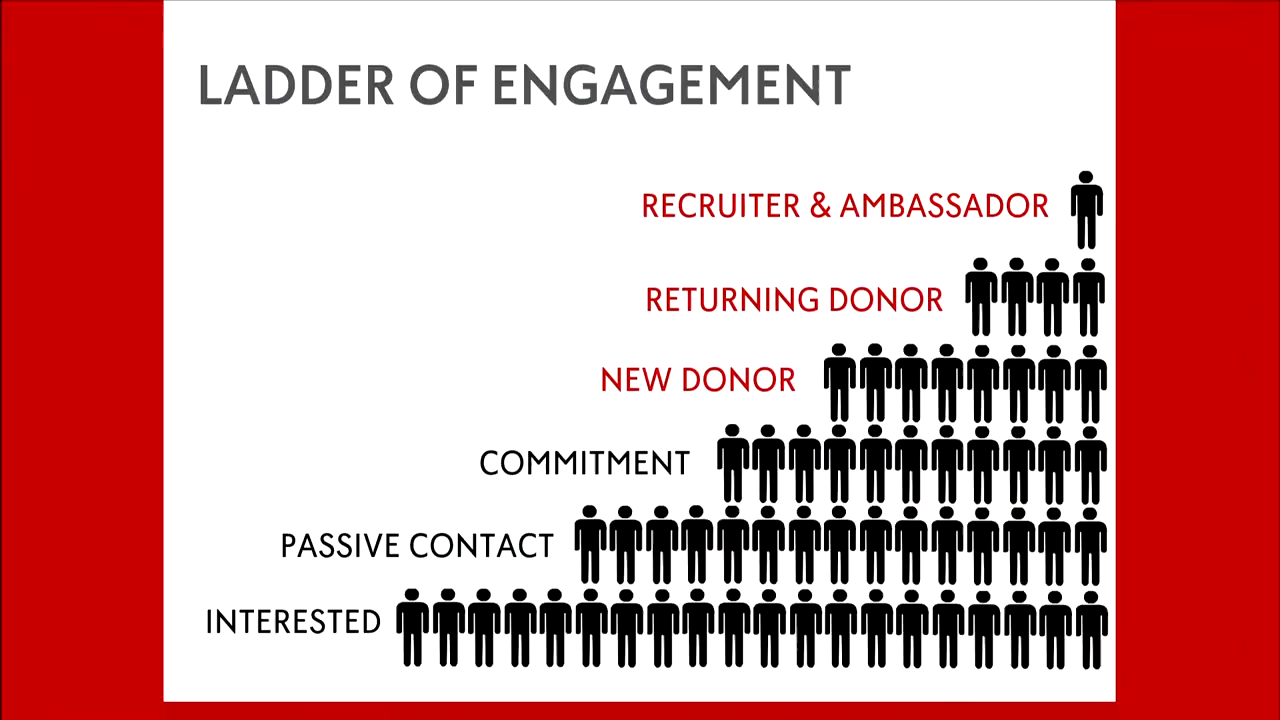 LADDER OF ENGAGEMENT
RECRUITER & AMBASSADOR
RETURNING DONOR
NEW DONOR
COMMITMENT
PASSIVE CONTACT
INTERESTED